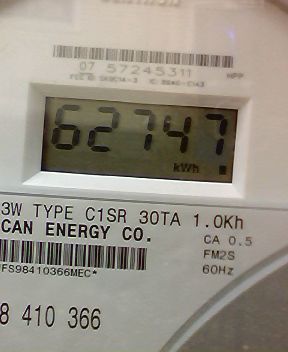 07 57245311
HPP
62747
kWh
3W TYPE C1SR 30TA 1.0Kh
CAN ENERGY CO.
CA 0.5
FM2S
60Hz
FS98410366MEC*
8 410 366